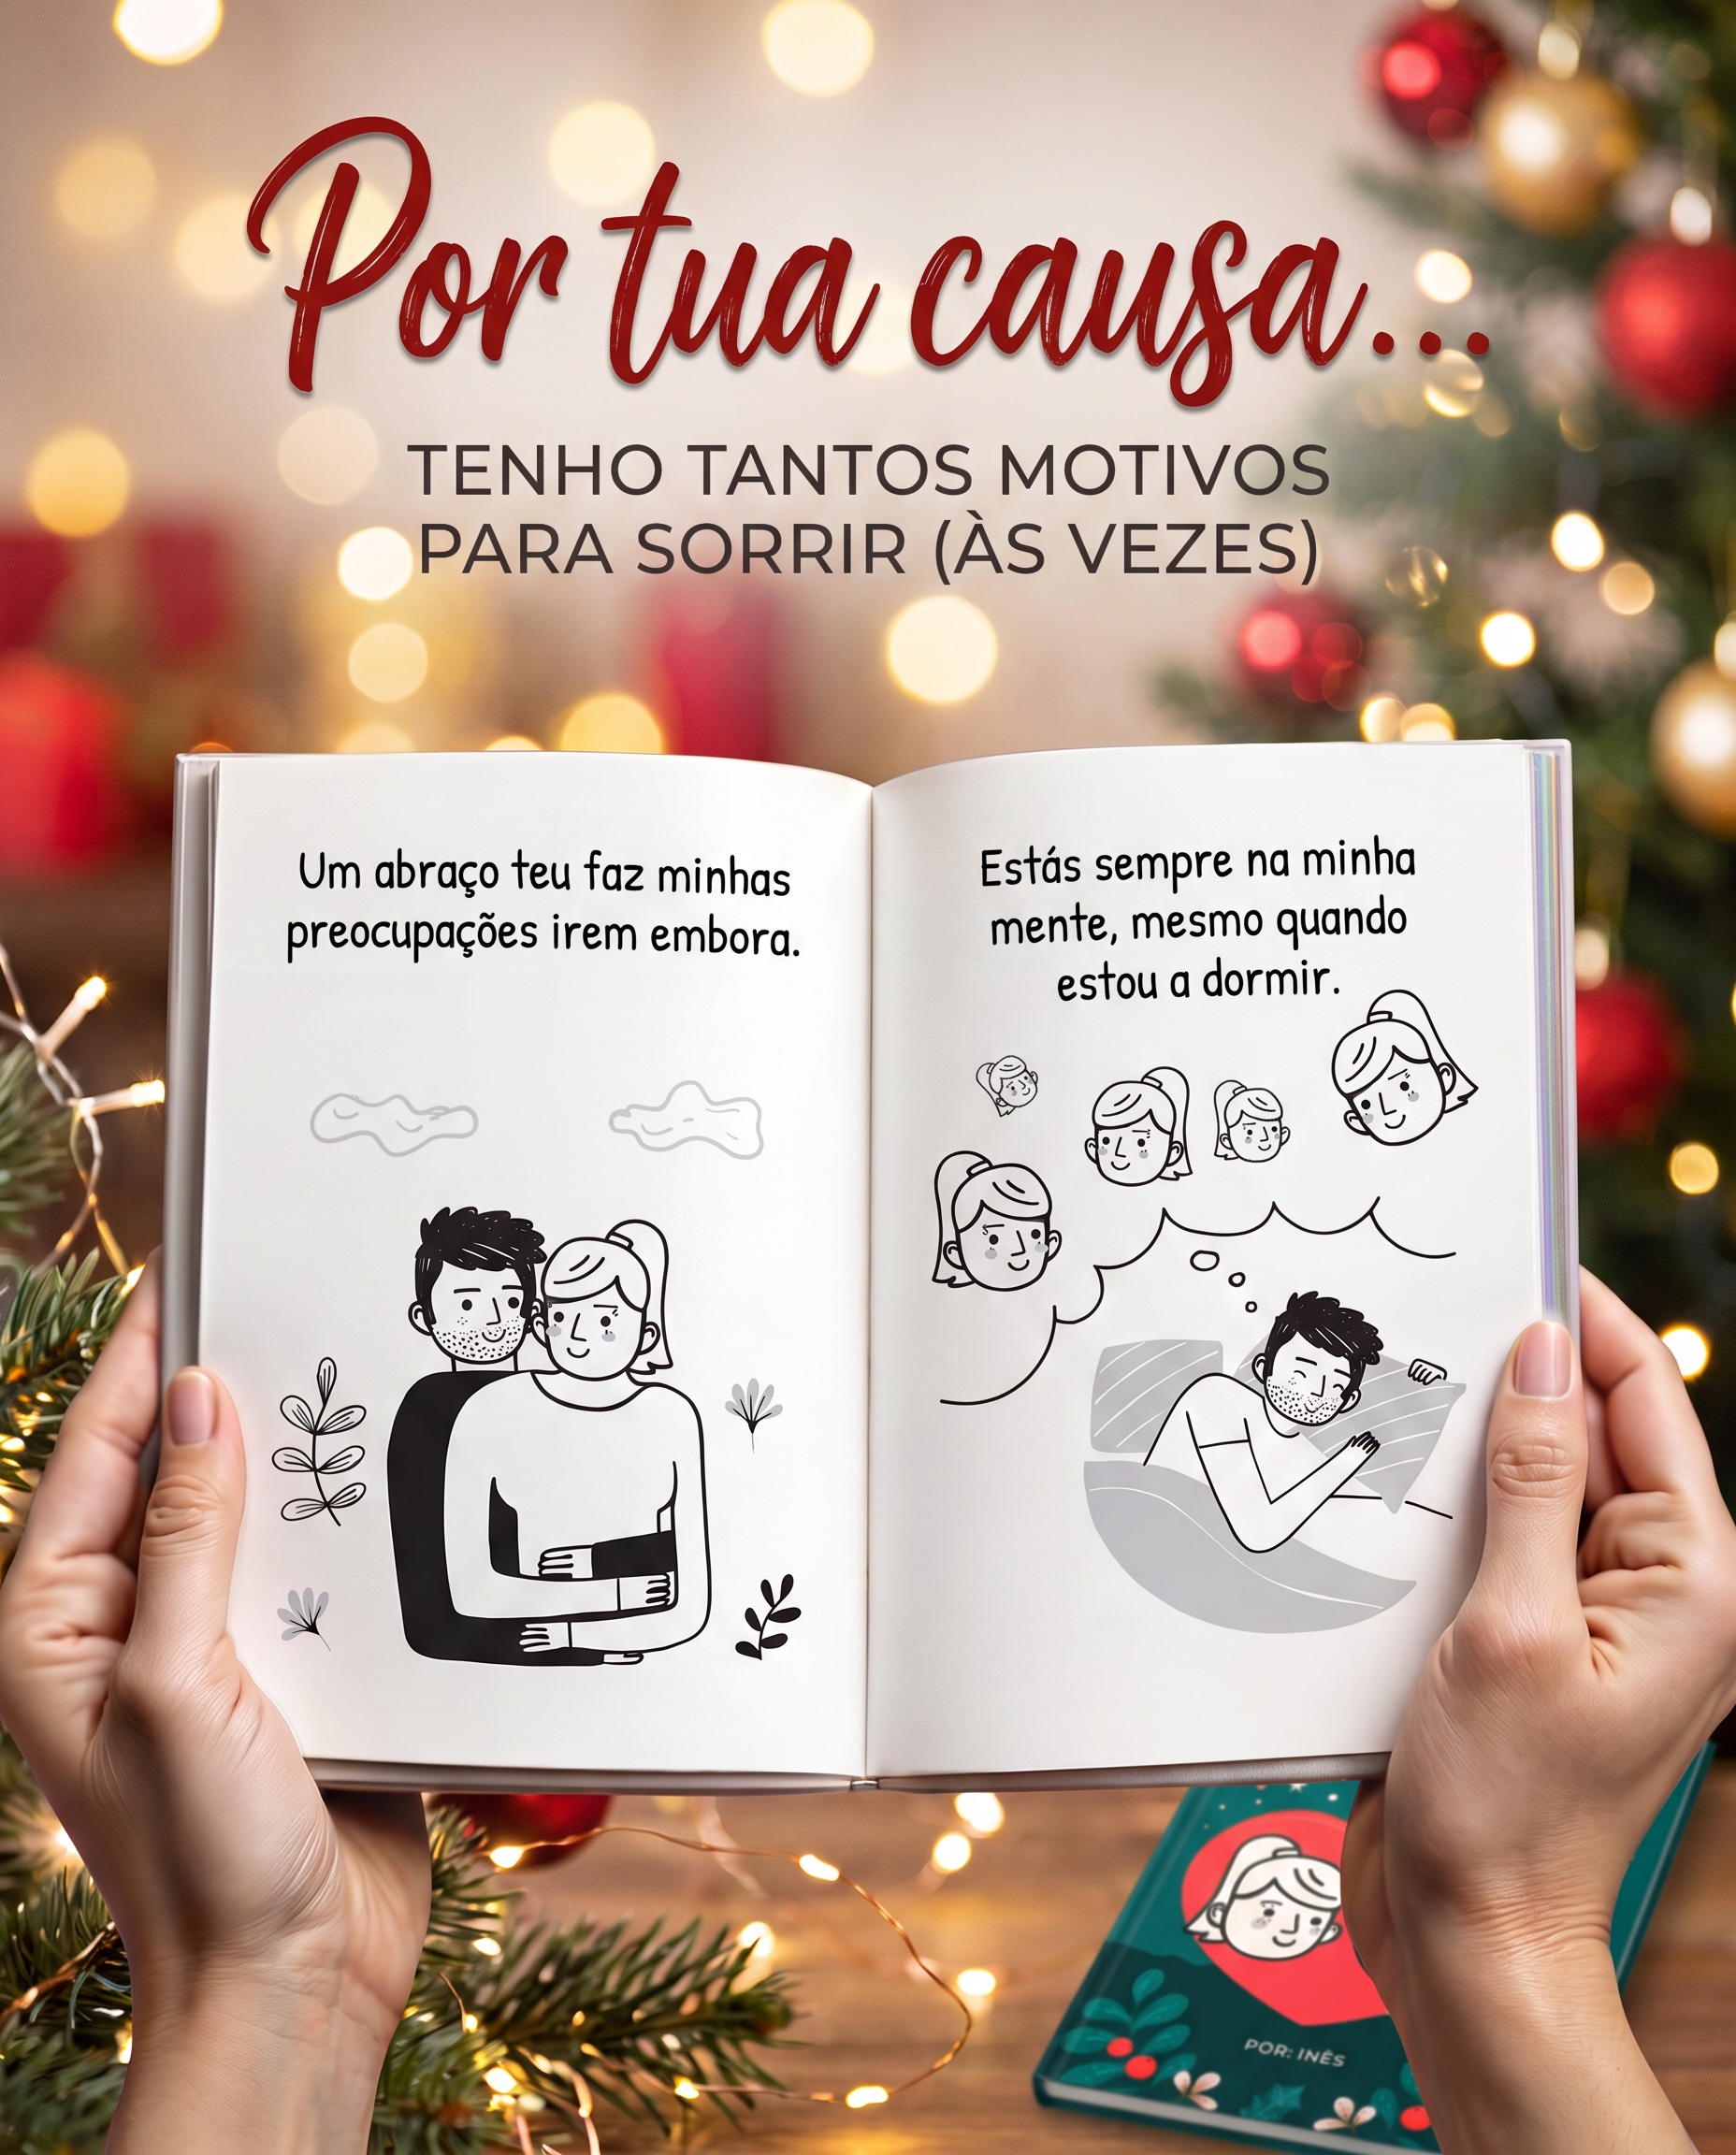 Por tua causa...
TENHO TANTOS MOTIVOS
PARA SORRIR (ÀS VEZES)
Um abraço teu faz minhas
preocupações irem embora.
Estás sempre na minha
mente, mesmo quando
estou a dormir.
POR: INÊS